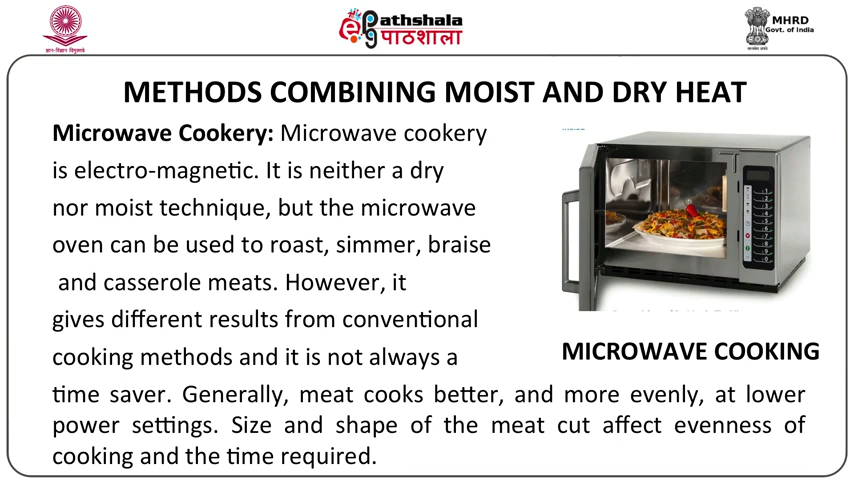 ज्ञान-विज्ञान विमुक्तये
ePathshala
पाठशाला
MHRD
Govt. of India
METHODS COMBINING MOIST AND DRY HEAT
Microwave Cookery: Microwave cookery
is electro-magnetic. It is neither a dry
nor moist technique, but the microwave
oven can be used to roast, simmer, braise
and casserole meats. However, it
gives different results from conventional
cooking methods and it is not always a
time saver. Generally, meat cooks better, and more evenly, at lower
power settings. Size and shape of the meat cut affect evenness of
cooking and the time required.
MICROWAVE COOKING